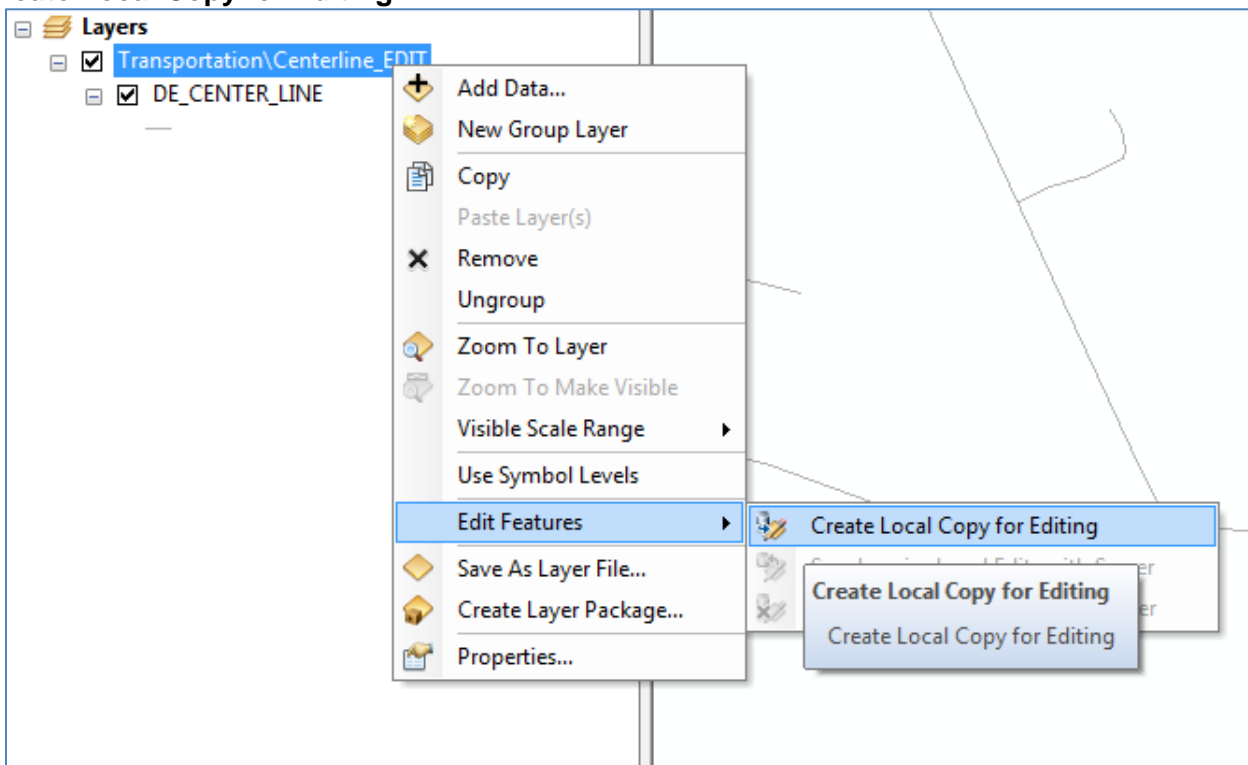 Layers
Transportation\Centerline_EDIT
DE_CENTER_LINE
Add Data...
New Group Layer
Copy
Paste Layer(s)
Remove
Ungroup
Zoom To Layer
Zoom To Make Visible
Visible Scale Range
Use Symbol Levels
Edit Features
Create Local Copy for Editing
Save As Layer File...
Create Layer Package...
Properties...
Create Local Copy for Editing
Create Local Copy for Editing